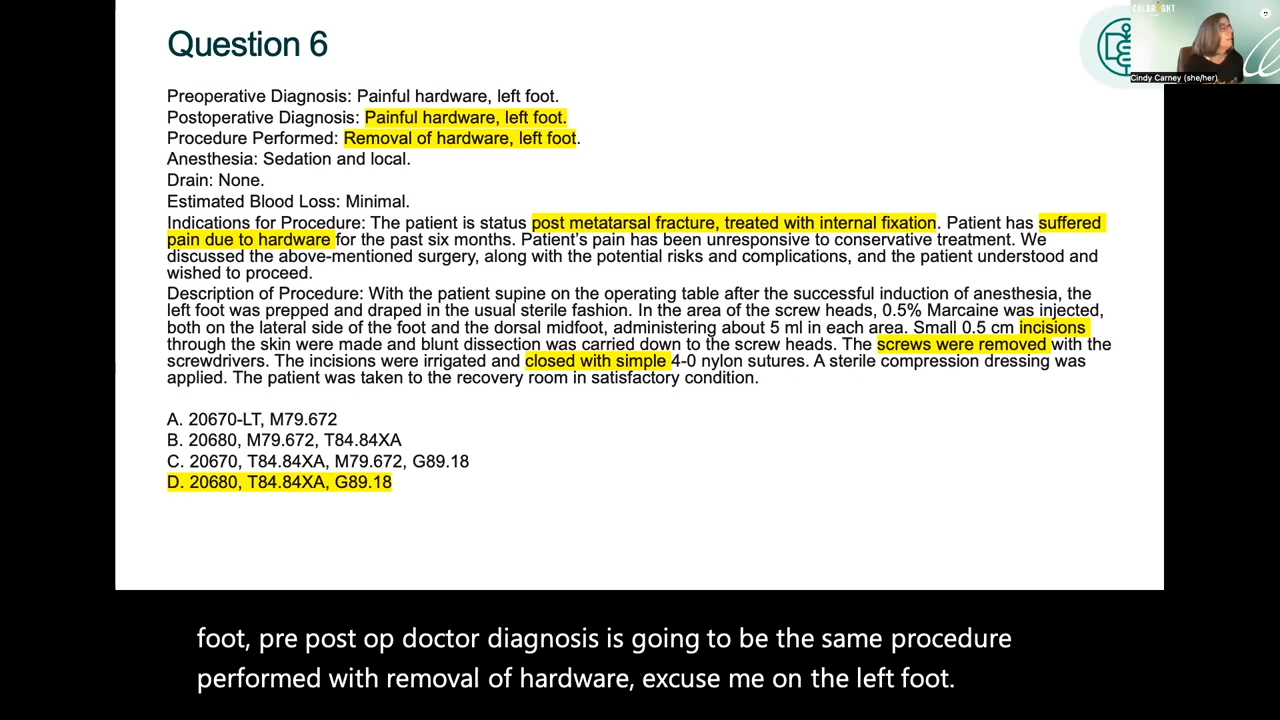 CALBRIGHT
Cindy Carney (she/her)
Question 6
Preoperative Diagnosis: Painful hardware, left foot.
Postoperative Diagnosis: Painful hardware, left foot.
Procedure Performed: Removal of hardware, left foot.
Anesthesia: Sedation and local.
Drain: None.
Estimated Blood Loss: Minimal.
Indications for Procedure: The patient is status post metatarsal fracture, treated with internal fixation. Patient has suffered
pain due to hardware for the past six months. Patient's pain has been unresponsive to conservative treatment. We
discussed the above-mentioned surgery, along with the potential risks and complications, and the patient understood and
wished to proceed.
Description of Procedure: With the patient supine on the operating table after the successful induction of anesthesia, the
left foot was prepped and draped in the usual sterile fashion. In the area of the screw heads, 0.5% Marcaine was injected,
both on the lateral side of the foot and the dorsal midfoot, administering about 5 ml in each area. Small 0.5 cm incisions
through the skin were made and blunt dissection was carried down to the screw heads. The screws were removed with the
screwdrivers. The incisions were irrigated and closed with simple 4-0 nylon sutures. A sterile compression dressing was
applied. The patient was taken to the recovery room in satisfactory condition.
A. 20670-LT, M79.672
B. 20680, M79.672, T84.84XA
C. 20670, T84.84XA, M79.672, G89.18
D. 20680, T84.84XA, G89.18
foot, pre post op doctor diagnosis is going to be the same procedure
performed with removal of hardware, excuse me on the left foot.